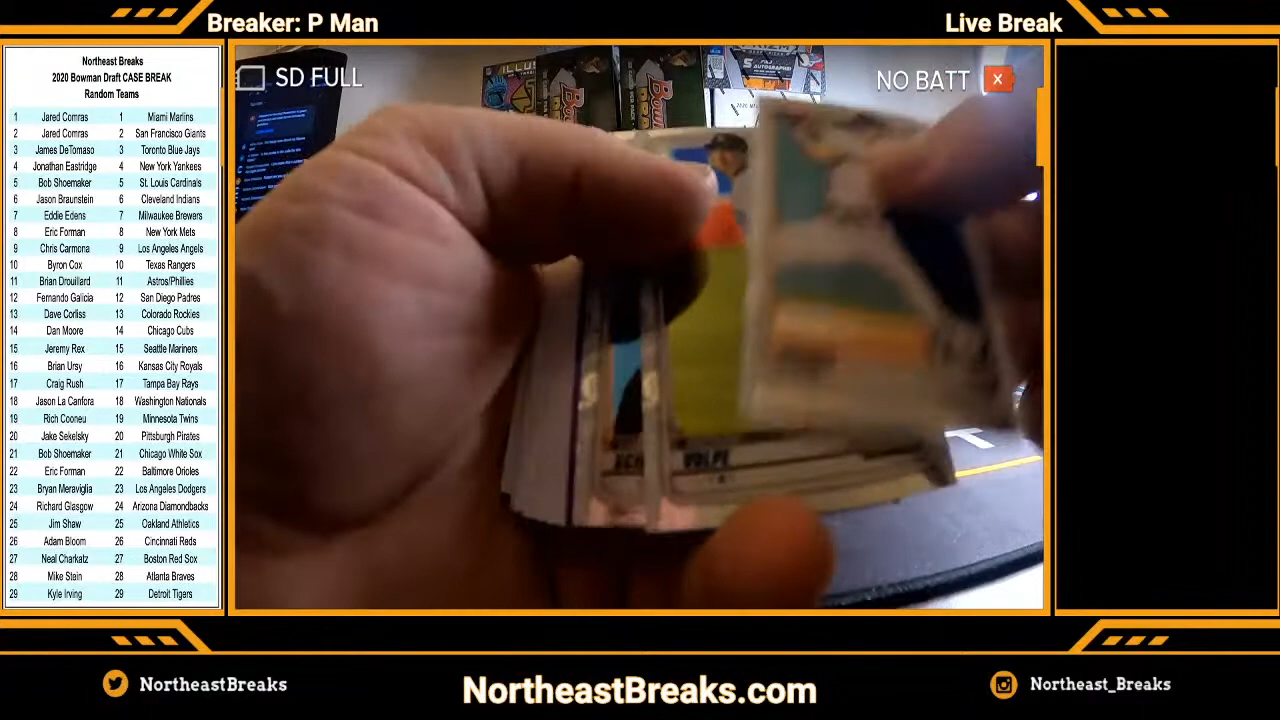 Breaker: P Man
Live Break
Northeast Breaks
2020 Bowman Draft CASE BREAK
Random Teams
1 Jared Comras 1 Miami Marlins
2 Jared Comras 2 San Francisco Giants
3 James DeTomaso 3 Toronto Blue Jays
4 Jonathan Eastridge 4 New York Yankees
5 Bob Shoemaker 5 St. Louis Cardinals
6 Jason Braunstein 6 Cleveland Indians
7 Eddie Edens 7 Milwaukee Brewers
8 Eric Forman 8 New York Mets
9 Chris Carmona 9 Los Angeles Angels
10 Byron Cox 10 Texas Rangers
11 Brian Drouillard 11 Astros/Phillies
12 Fernando Galicia 12 San Diego Padres
13 Dave Corliss 13 Colorado Rockies
14 Dan Moore 14 Chicago Cubs
15 Jeremy Rex 15 Seattle Mariners
16 Brian Ursy 16 Kansas City Royals
17 Craig Rush 17 Tampa Bay Rays
18 Jason La Canfora 18 Washington Nationals
19 Rich Cooneu 19 Minnesota Twins
20 Jake Sekelsky 20 Pittsburgh Pirates
21 Bob Shoemaker 21 Chicago White Sox
22 Eric Forman 22 Baltimore Orioles
23 Bryan Meraviglia 23 Los Angeles Dodgers
24 Richard Glasgow 24 Arizona Diamondbacks
25 Jim Shaw 25 Oakland Athletics
26 Adam Bloom 26 Cincinnati Reds
27 Neal Charkatz 27 Boston Red Sox
28 Mike Stein 28 Atlanta Braves
29 Kyle Irving 29 Detroit Tigers
SD FULL
NO BATT
VOLPE
NortheastBreaks
NortheastBreaks.com
Northeast_Breaks